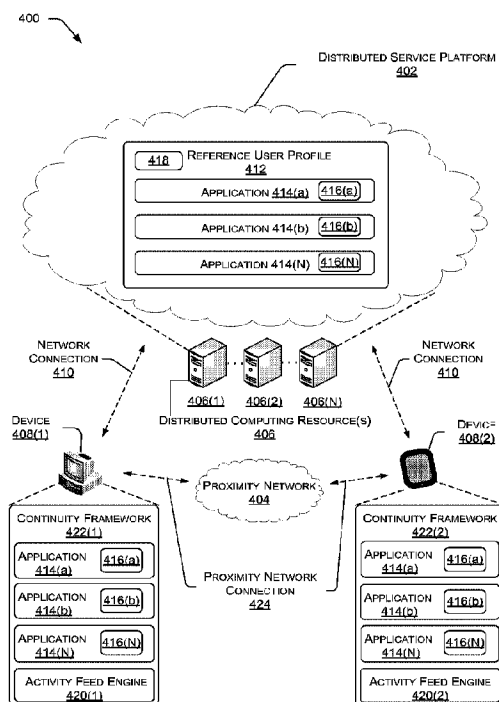 400
DISTRIBUTED SERVICE PLATFORM
402
418 REFERENCE USER PROFILE
412
APPLICATION 414(a) 416(a)
APPLICATION 414(b) 416(b)
APPLICATION 414(N) 416(N)
NETWORK
CONNECTION
410
NETWORK
CONNECTION
410
406(1) 406(2) 406(N)
DISTRIBUTED COMPUTING RESOURCE(S)
406
DEVICE
408(1)
DEVICE
408(2)
PROXIMITY NETWORK
404
CONTINUITY FRAMEWORK
422(1)
APPLICATION
414(a) 416(a)
APPLICATION
414(b) 416(b)
APPLICATION
414(N) 416(N)
ACTIVITY FEED ENGINE
420(1)
PROXIMITY NETWORK
CONNECTION
424
CONTINUITY FRAMEWORK
422(2)
APPLICATION
414(a) 416(a)
APPLICATION
414(b) 416(b)
APPLICATION
414(N) 416(N)
ACTIVITY FEED ENGINE
420(2)